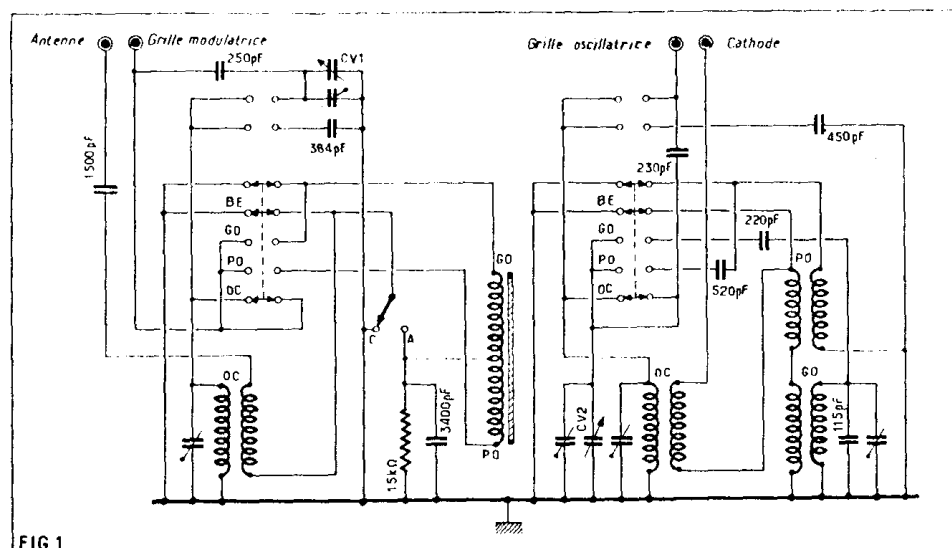 Antenne
Grille modulatrice
Grille oscillatrice
Cathode
250pF
CV1
384pF
1500pF
BE
GO
PO
OC
C
A
GO
PO
3400pF
15kΩ
OC
450pF
230pF
BE
GO
PO
OC
220pF
520pF
PO
GO
OC
CV2
115pF
FIG.1